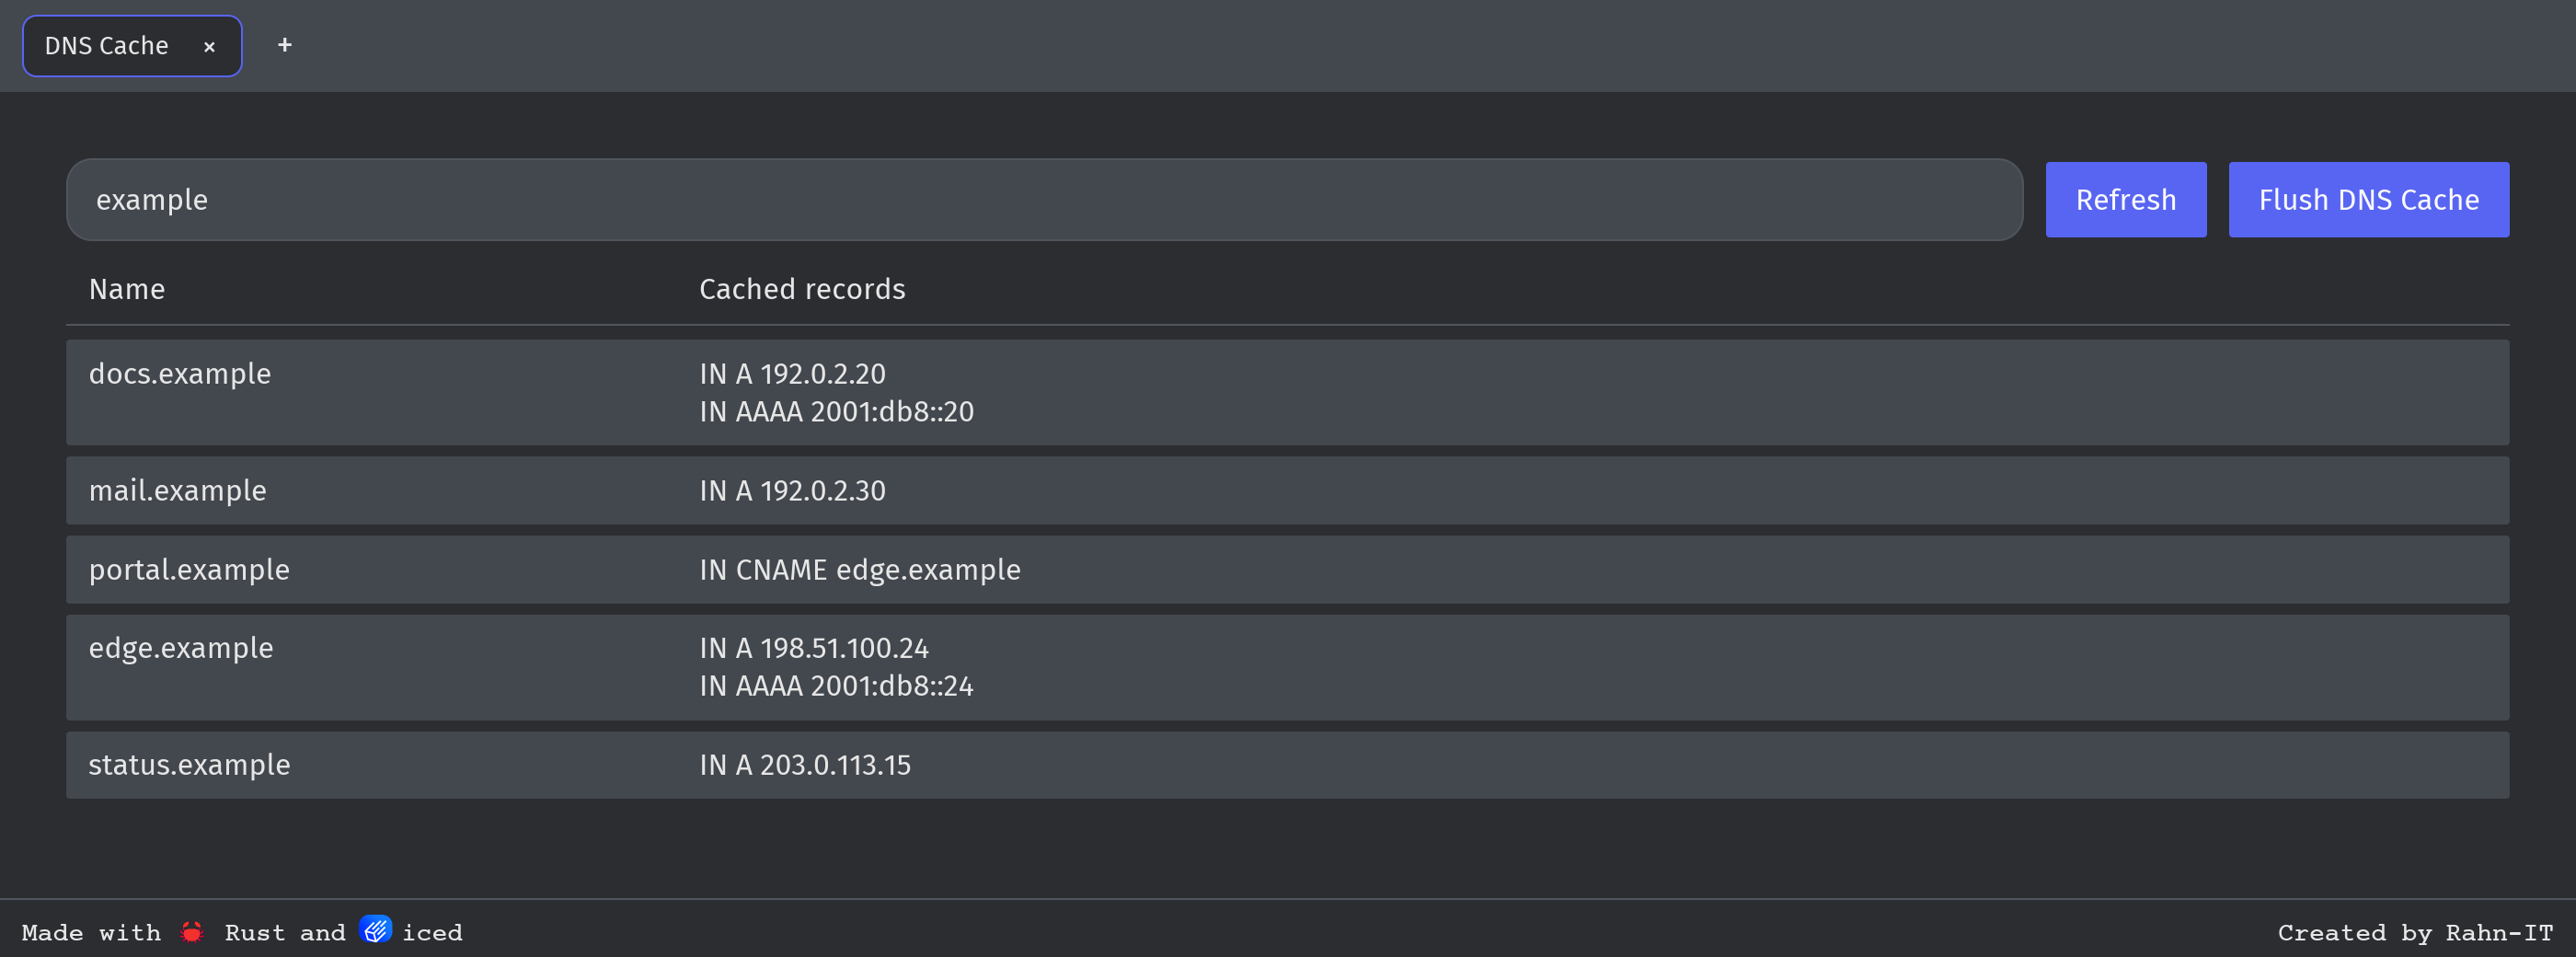 DNS Cache × +
example Refresh Flush DNS Cache
Name Cached records
docs.example IN A 192.0.2.20
IN AAAA 2001:db8::20
mail.example IN A 192.0.2.30
portal.example IN CNAME edge.example
edge.example IN A 198.51.100.24
IN AAAA 2001:db8::24
status.example IN A 203.0.113.15
Made with 🦀 Rust and iced Created by Rahn-IT